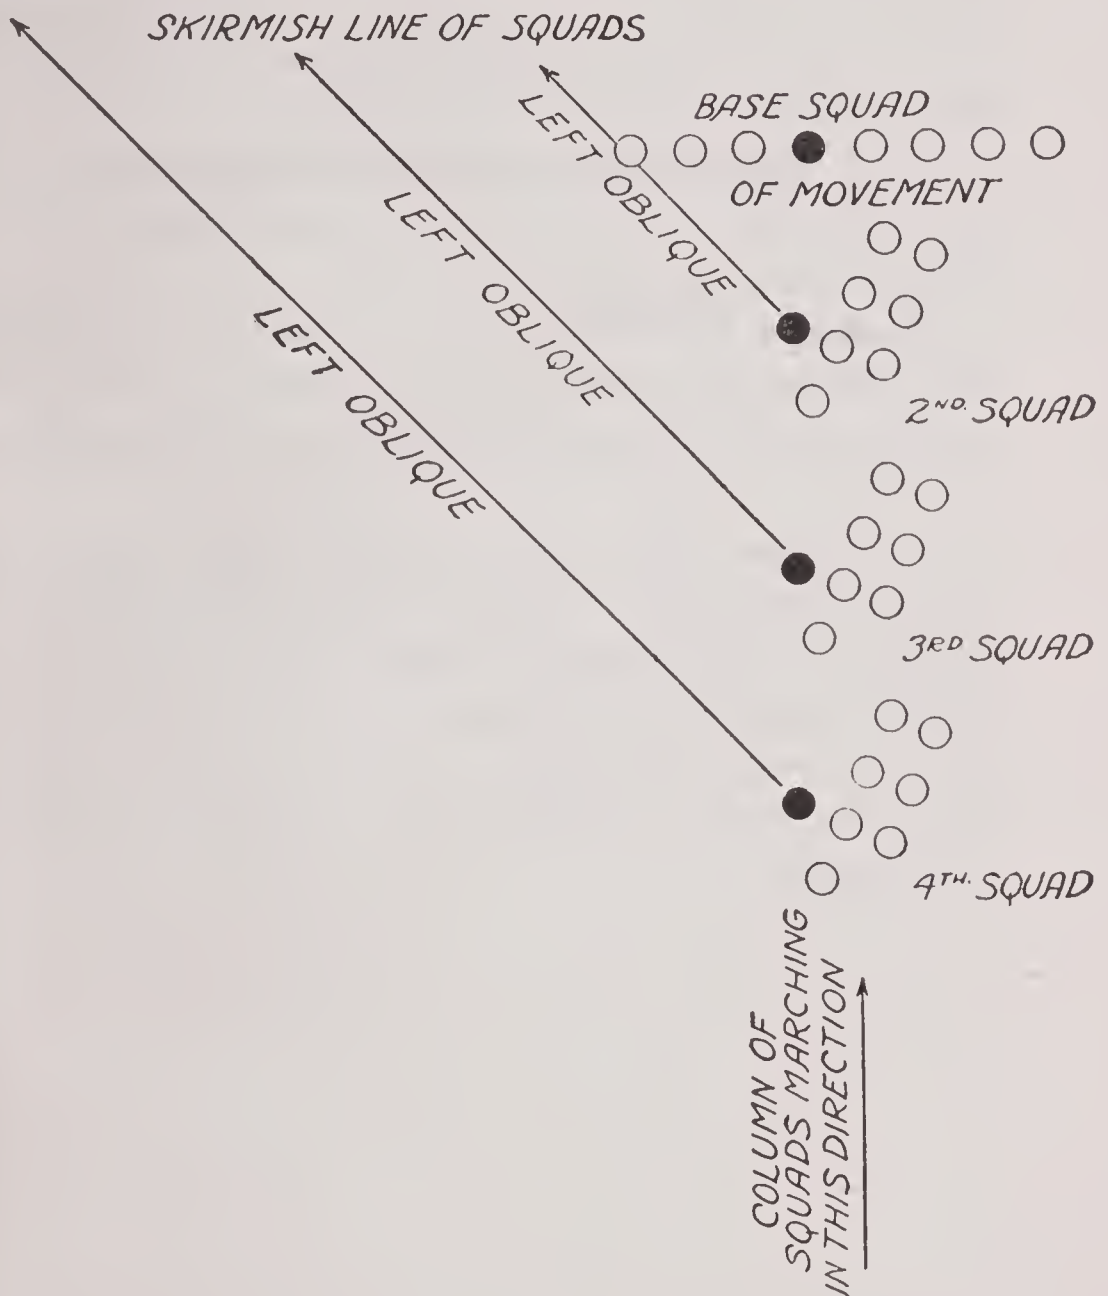 SKIRMISH LINE OF SQUADS
BASE SQUAD
OF MOVEMENT
LEFT OBLIQUE
LEFT OBLIQUE
LEFT OBLIQUE
2ND. SQUAD
3RD SQUAD
4TH. SQUAD
COLUMN OF
SQUADS MARCHING
IN THIS DIRECTION